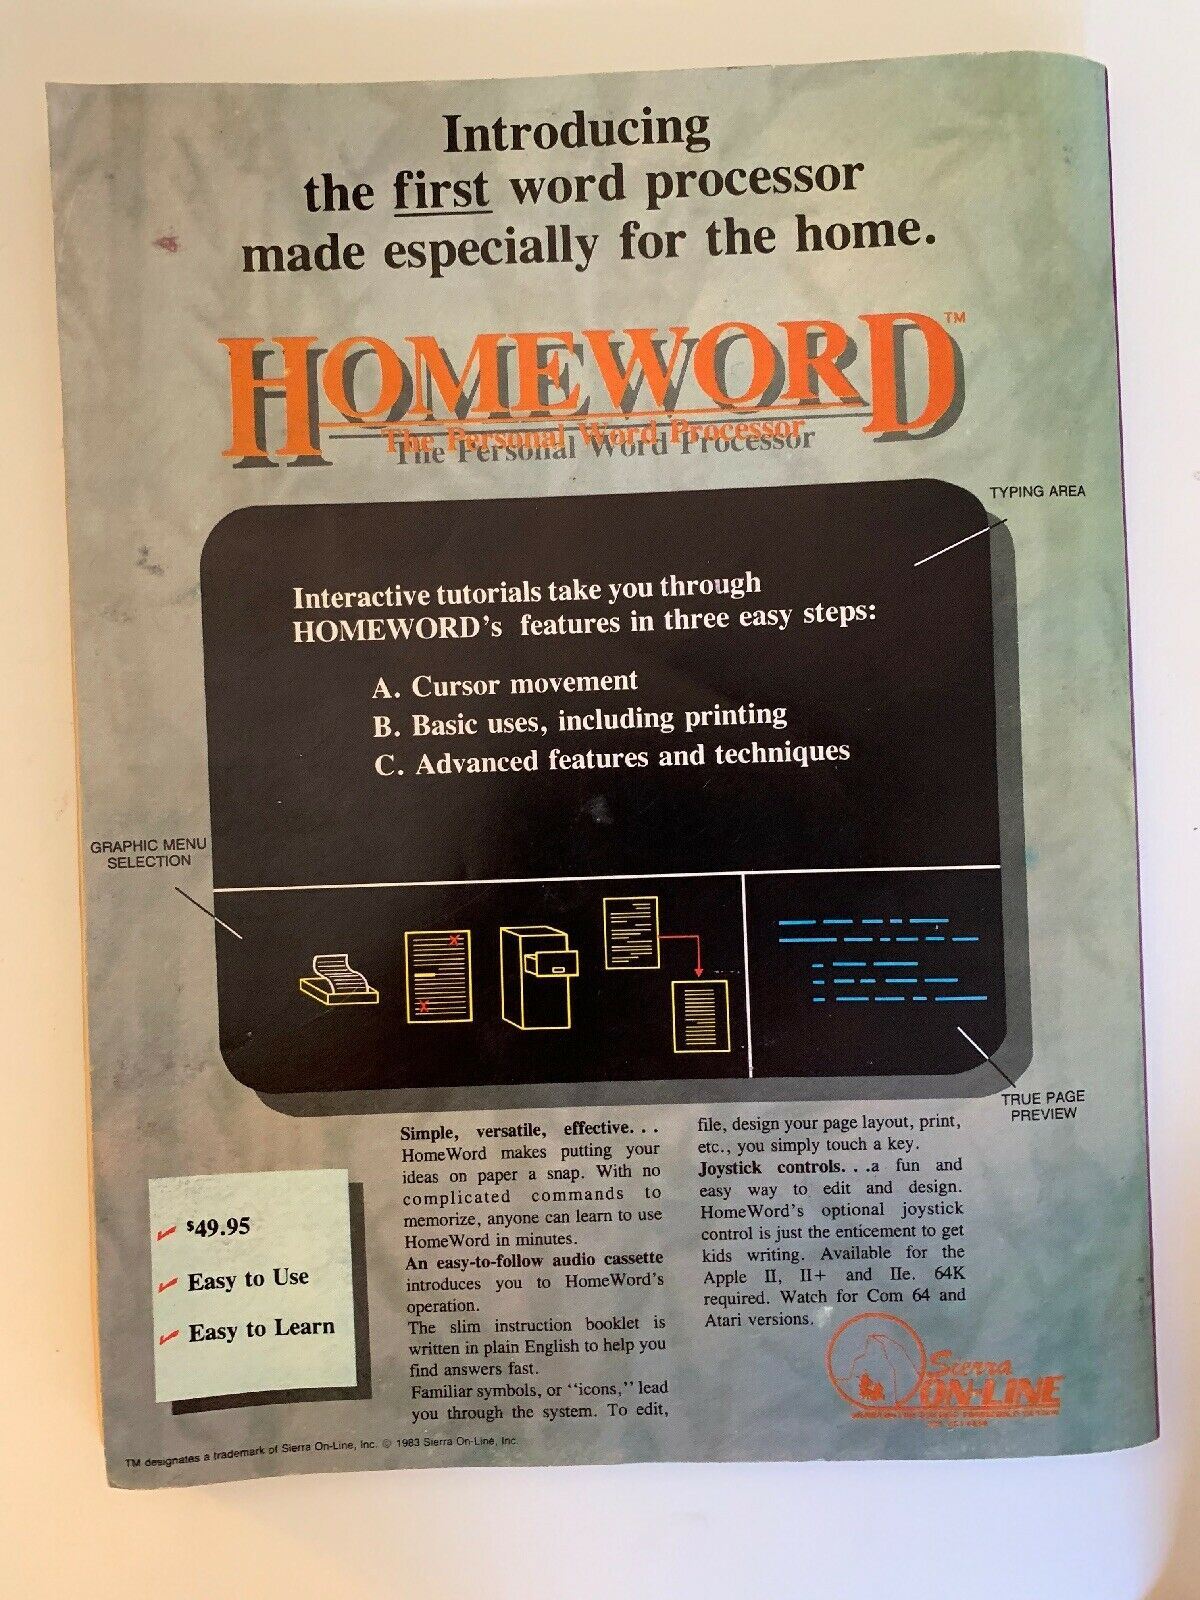 Introducing
the first word processor
made especially for the home.
HOMEWORD™
The Personal Word Processor
TYPING AREA
Interactive tutorials take you through
HOMEWORD's features in three easy steps:
A. Cursor movement
B. Basic uses, including printing
C. Advanced features and techniques
GRAPHIC MENU
SELECTION
TRUE PAGE
PREVIEW
$49.95
Easy to Use
Easy to Learn
Simple, versatile, effective. . .
HomeWord makes putting your
ideas on paper a snap. With no
complicated commands to
memorize, anyone can learn to use
HomeWord in minutes.
An easy-to-follow audio cassette
introduces you to HomeWord's
operation.
The slim instruction booklet is
written in plain English to help you
find answers fast.
Familiar symbols, or "icons," lead
you through the system. To edit,
file, design your page layout, print,
etc., you simply touch a key.
Joystick controls. . .a fun and
easy way to edit and design.
HomeWord's optional joystick
control is just the enticement to get
kids writing. Available for the
Apple II, II+ and IIe. 64K
required. Watch for Com 64 and
Atari versions.
Sierra
ON-LINE
TM designates a trademark of Sierra On-Line, Inc. © 1983 Sierra On-Line, Inc.